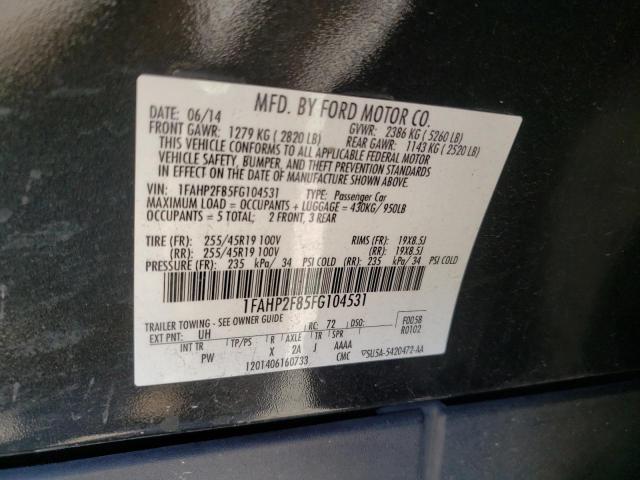 MFD. BY FORD MOTOR CO.
DATE: 06/14 GVWR: 2386 KG ( 5260 LB)
FRONT GAWR: 1279 KG ( 2820 LB) REAR GAWR: 1143 KG ( 2520 LB)
THIS VEHICLE CONFORMS TO ALL APPLICABLE FEDERAL MOTOR
VEHICLE SAFETY, BUMPER, AND THEFT PREVENTION STANDARDS
IN EFFECT ON THE DATE OF MANUFACTURE SHOWN ABOVE.
VIN: 1FAHP2F85FG104531 TYPE: Passenger Car
MAXIMUM LOAD = OCCUPANTS + LUGGAGE = 430KG/ 950LB
OCCUPANTS = 5 TOTAL; 2 FRONT, 3 REAR
TIRE (FR): 255/45R19 100V RIMS (FR): 19X8.5J
(RR): 255/45R19 100V (RR): 19X8.5J
PRESSURE (FR): 235 kPa/ 34 PSI COLD (RR): 235 kPa/ 34 PSI COLD
1FAHP2F85FG104531
TRAILER TOWING - SEE OWNER GUIDE F0058
EXT PNT: UH RC: 72 DSO: R0102
INT TR TP/PS R AXLE TR SPR
PW X 2A J AAAA
1201406160733 CMC 5U5A-5420472-AA